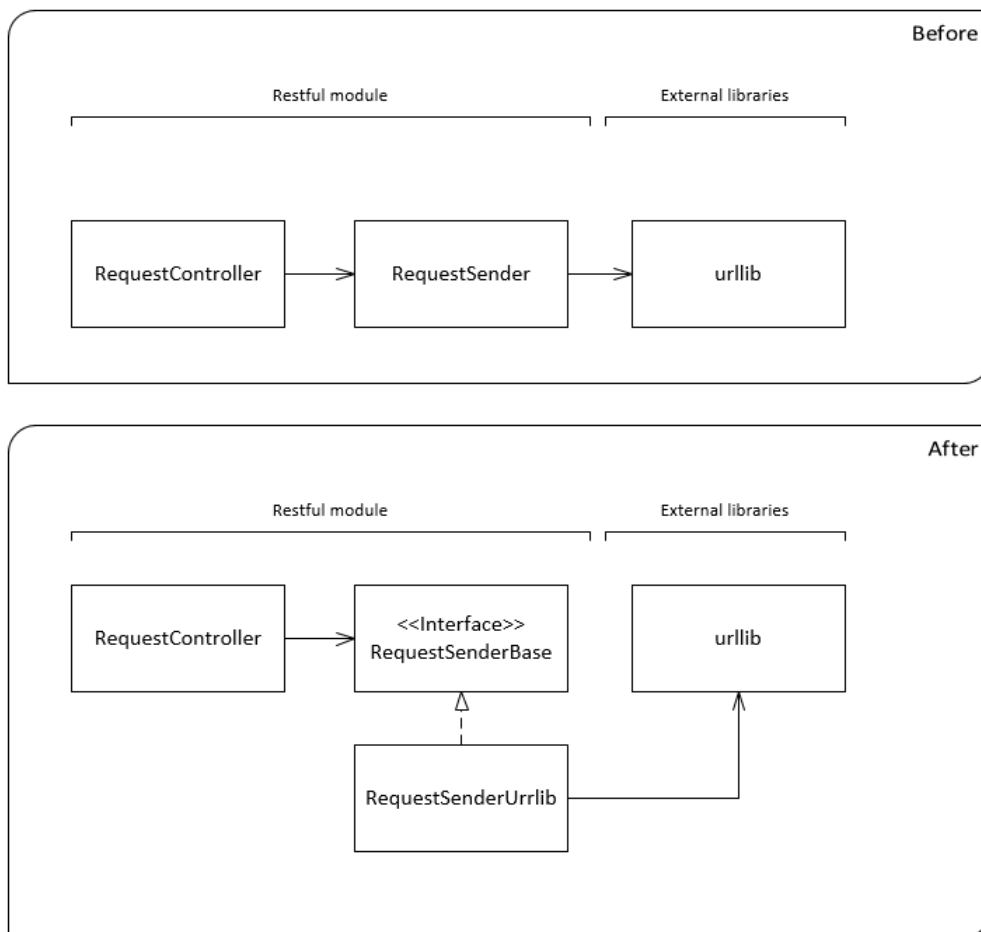 Before
Restful module
External libraries
RequestController
RequestSender
urllib
After
Restful module
External libraries
RequestController
<<Interface>>
RequestSenderBase
urllib
RequestSenderUrrlib